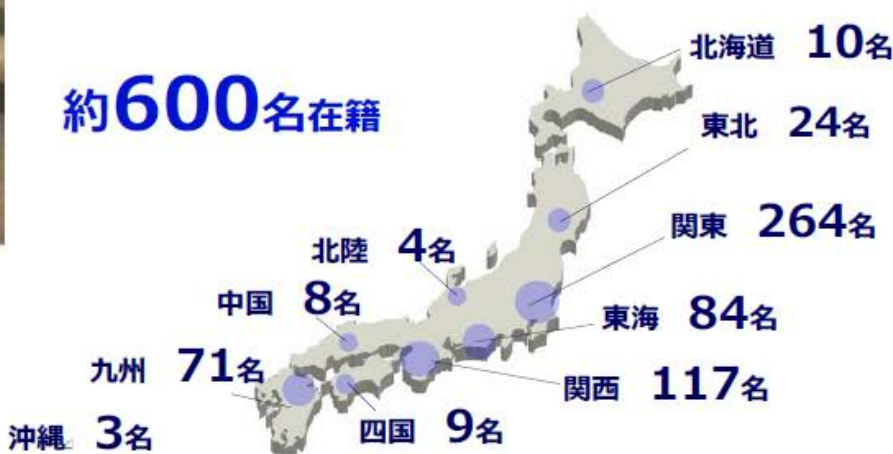 約600名在籍
北海道 10名
東北 24名
関東 264名
北陸 4名
中国 8名
東海 84名
九州 71名
関西 117名
四国 9名
沖縄 3名